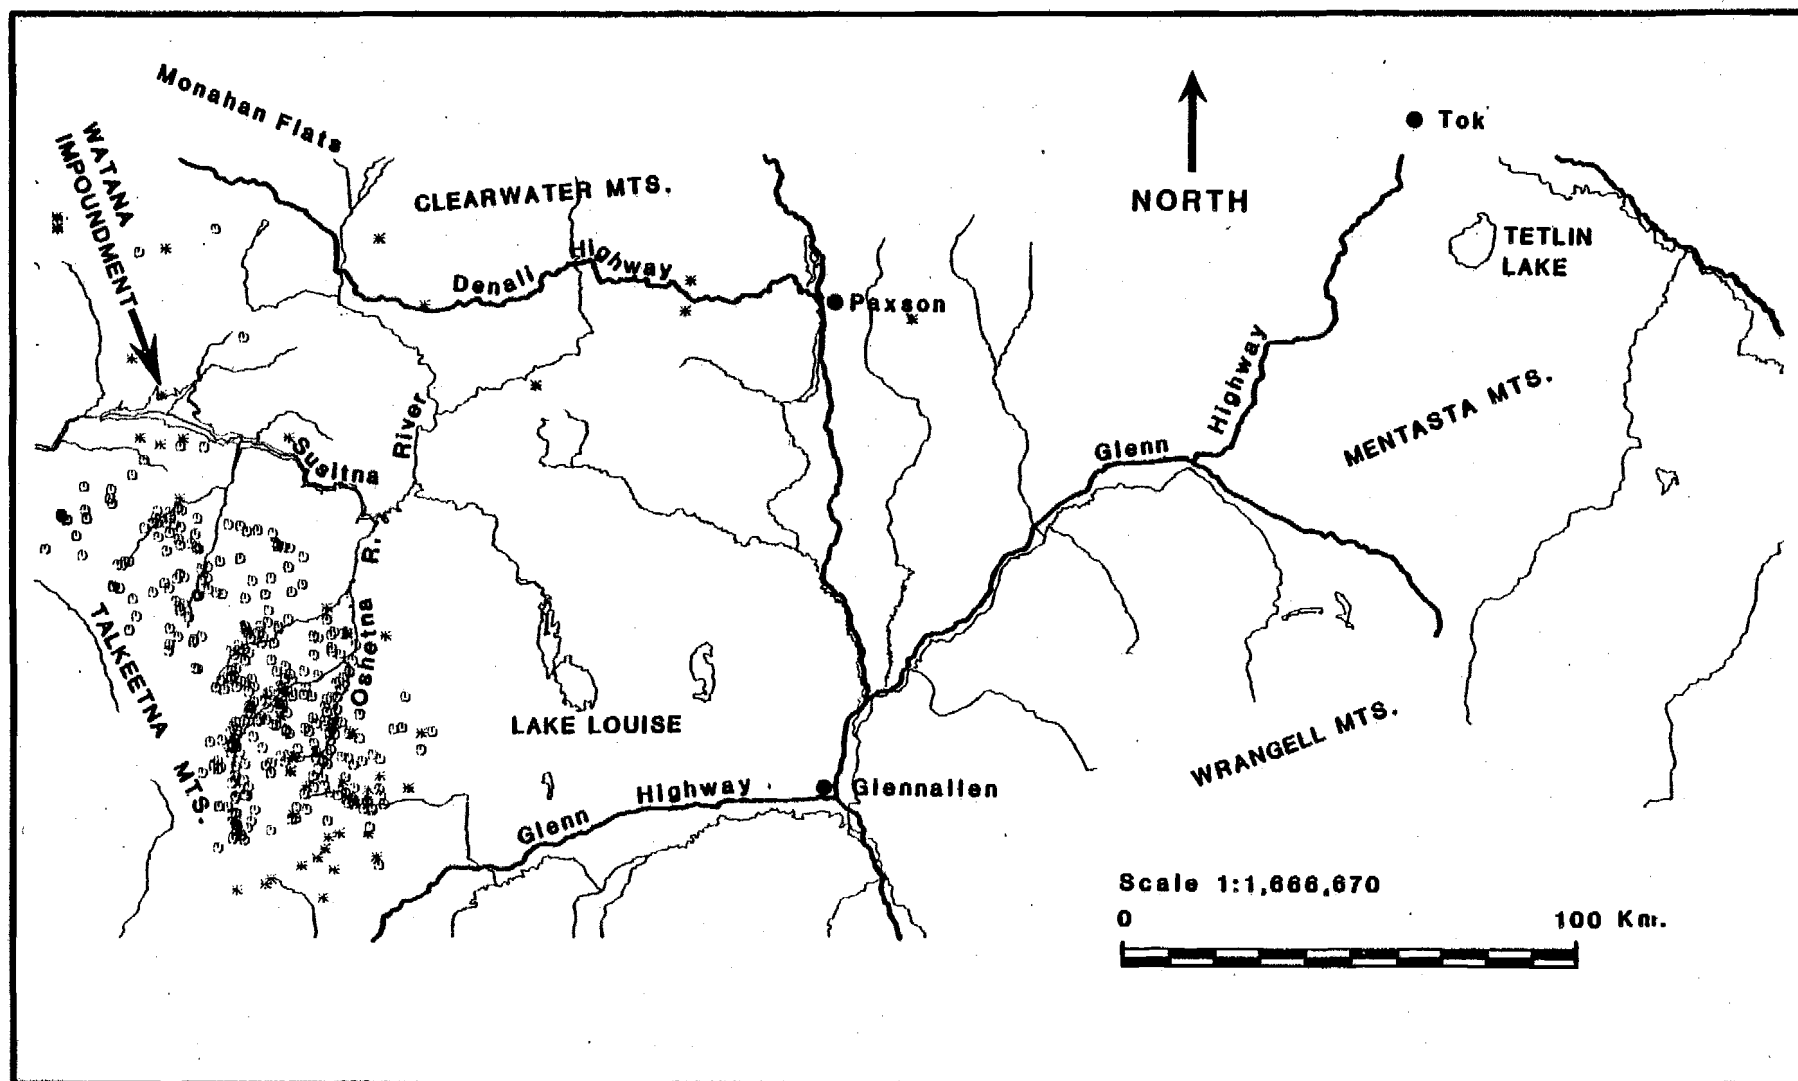 Monahan Flats
WATANA
IMPOUNDMENT
CLEARWATER MTS.
NORTH
Tok
TETLIN
LAKE
Denali Highway
Paxson
Susitna
River
Glenn Highway
MENTASTA MTS.
TALKEETNA MTS.
Oshetna R.
LAKE LOUISE
WRANGELL MTS.
Glenn Highway
Glennallen
Scale 1:1,666,670
0 100 Km.